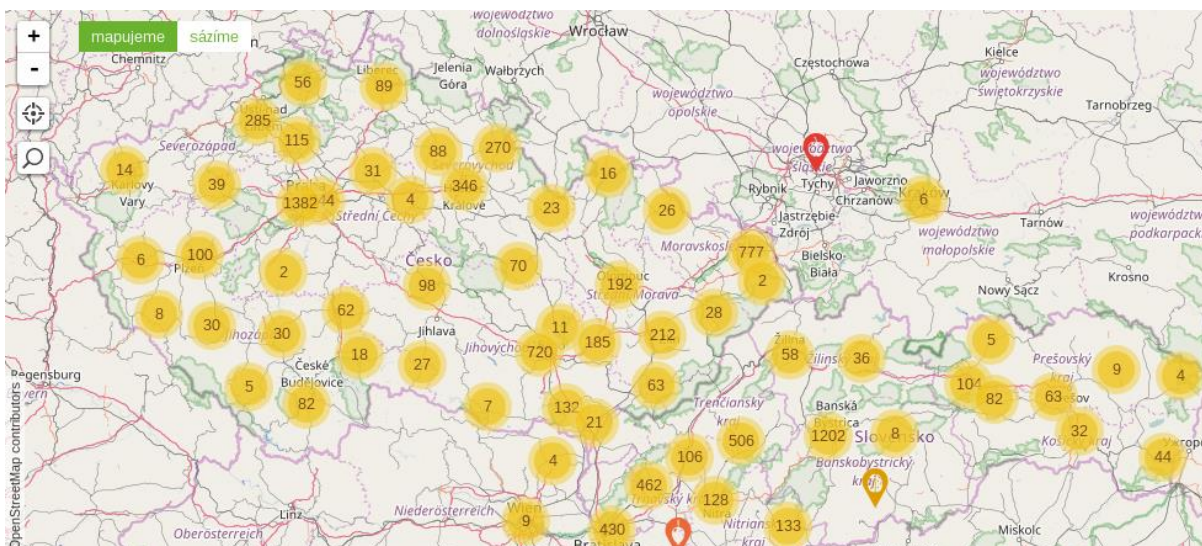 województwo
dolnośląskie
Wrocław
+
mapujeme
sázíme
Chemnitz
-
Kielce
województwo
świętokrzyskie
Częstochowa
Jelenia
Góra
Wałbrzych
Liberec
56
89
województwo
opolskie
Tarnobrzeg
285
115
Severozápad
88
270
31
14
Karlovy
Vary
39
16
Rybnik
Tychy
Jaworzno
Chrzanów
346
Králové
4
1382
44
Střední Čechy
23
26
6
Kraków
Tarnów
województwo
podkarpackie
Jastrzębie
Zdrój
województwo
małopolskie
Moravskoslezsko
777
Bielsko-
Biała
6
100
Plzeň
Česko
70
2
98
192
Střední Morava
2
Krosno
Nowy Sącz
8
30
30
62
Jihlava
11
28
720
185
212
Žilina
58
36
5
Prešovský
kraj
9
4
18
27
Regensburg
5
České
Budějovice
82
63
104
82
63
7
132
21
Trenčiansky
kraj
Banská
Bystrica
32
Košický kraj
506
1202
8
Slovensko
Banskobystrický
kraj
4
106
44
462
128
Nitra
Linz
Niederösterreich
Wien
9
430
Bratislava
133
Nitriansky
kraj
Miskolc
Oberösterreich
OpenStreetMap contributors